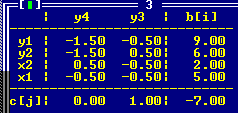 [ ] 3
y4 y3 b[i]
y1 -1.50 -0.50 9.00
y2 -1.50 0.50 6.00
x2 0.50 -0.50 2.00
x1 -0.50 -0.50 5.00
c[j] 0.00 1.00 -7.00